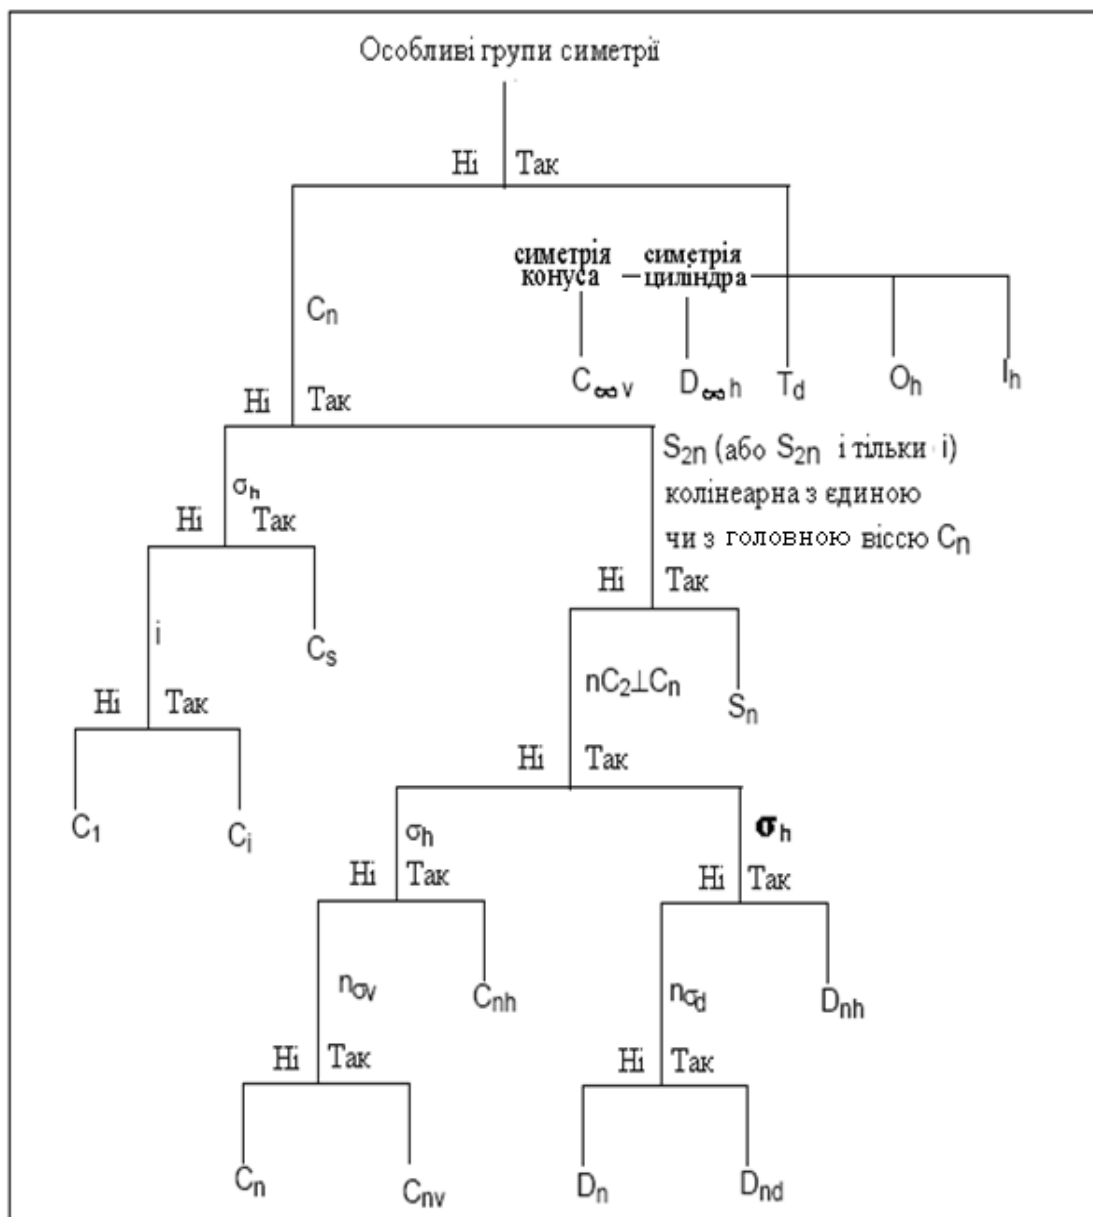 Особливі групи симетрії
Ні Так
симетрія конуса
симетрія циліндра
Cn
C∞v D∞h Td Oh Ih
Ні Так
S2n (або S2n і тільки i)
колінеарна з єдиною
чи з головною віссю Cn
σh
Ні Так
Ні Так
i
Cs
nC2⊥Cn
Sn
Ні Так
Ні Так
C1 Ci
σh
σh
Ні Так
Ні Так
nσv
Cnh
nσd
Dnh
Ні Так
Ні Так
Cn Cnv Dn Dnd